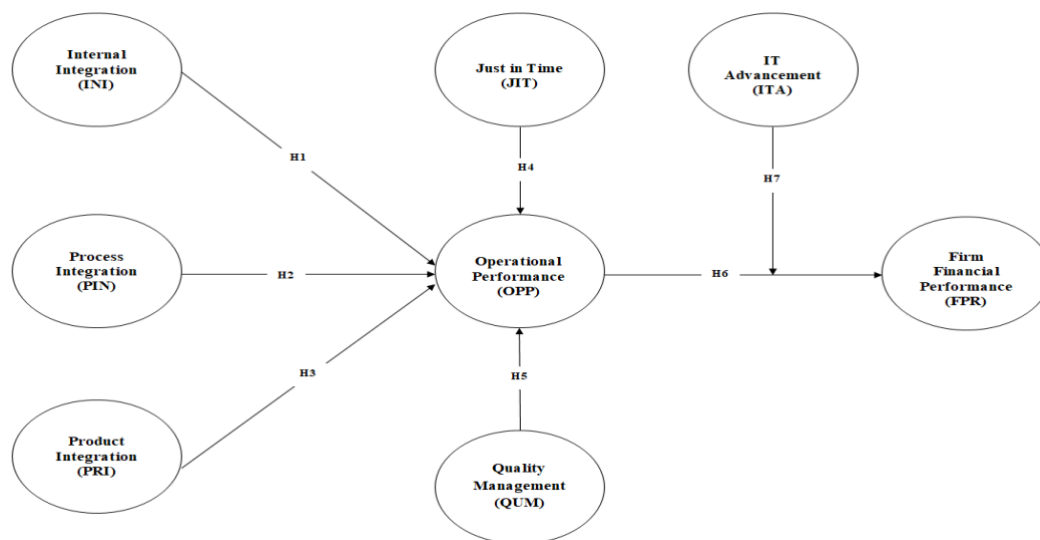 Internal
Integration
(INI)
Just in Time
(JIT)
IT
Advancement
(ITA)
H1
H4
H7
Process
Integration
(PIN)
H2
Operational
Performance
(OPP)
H6
Firm
Financial
Performance
(FPR)
H3
H5
Product
Integration
(PRI)
Quality
Management
(QUM)